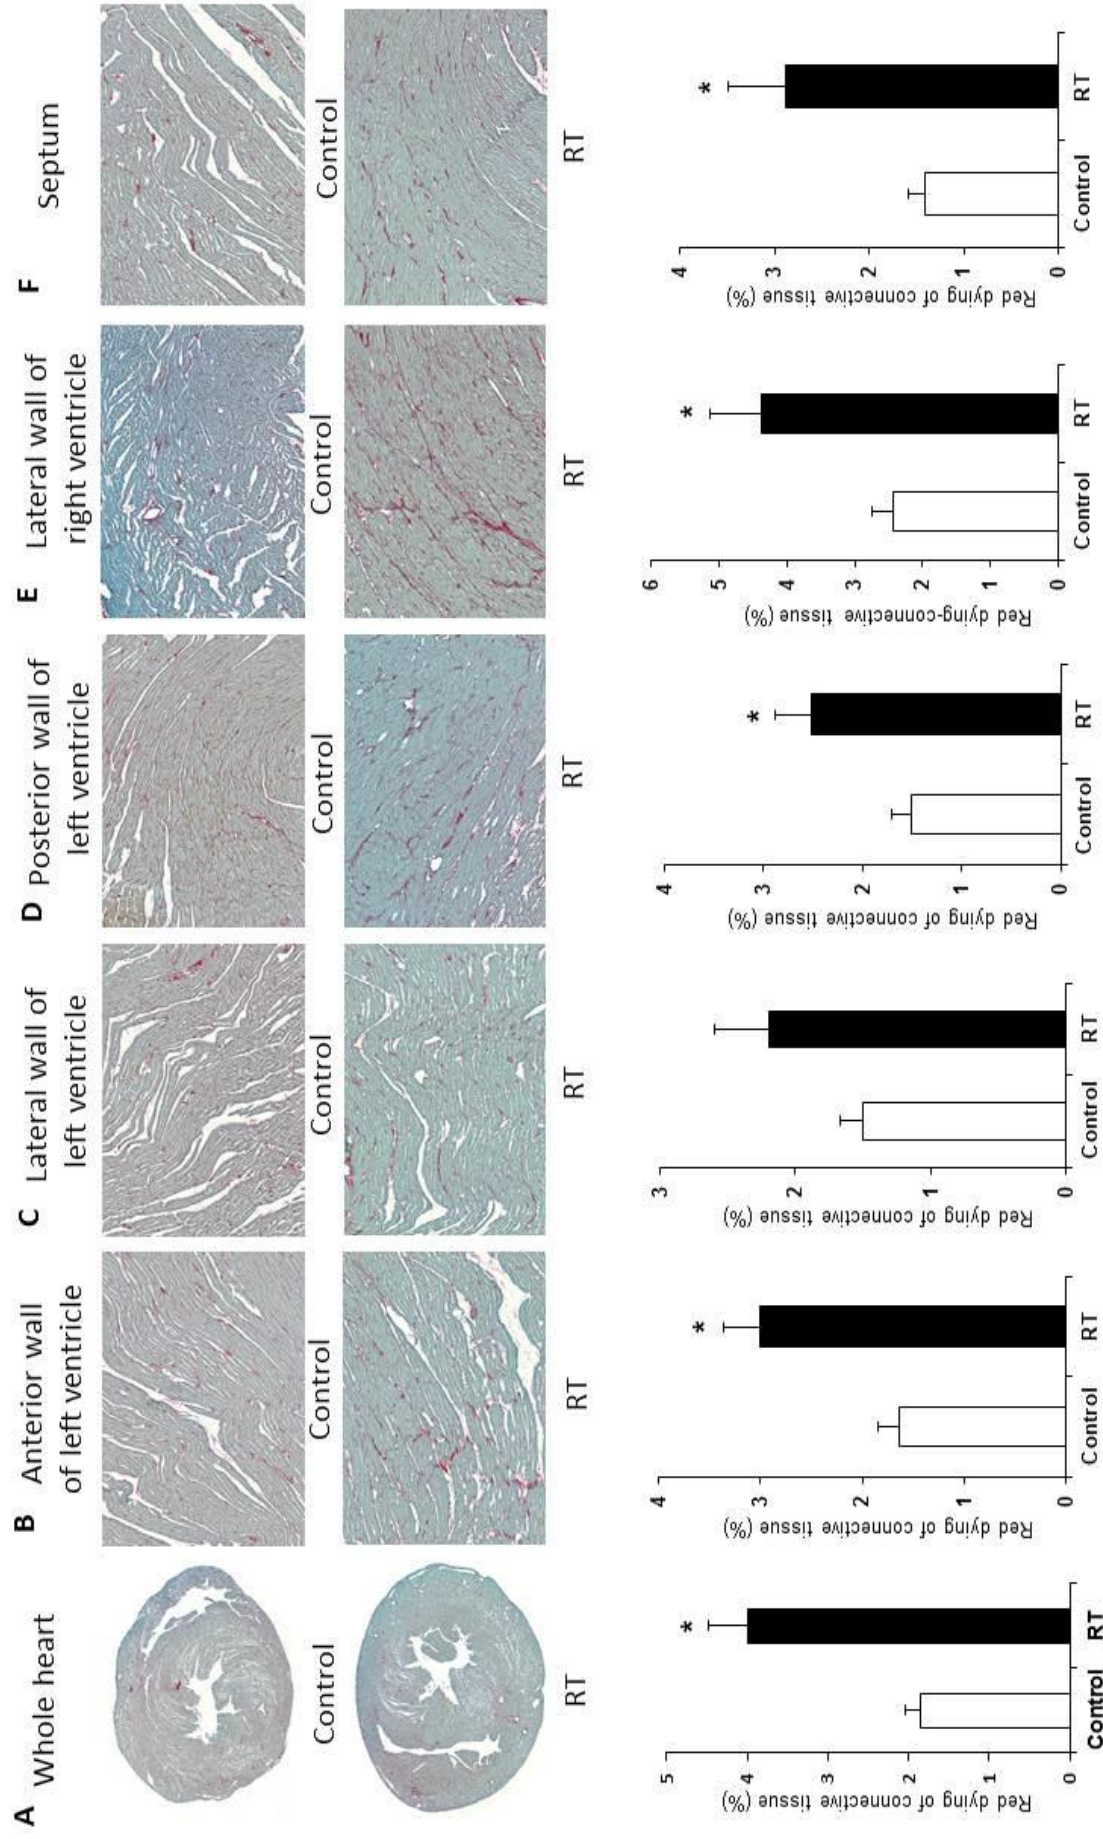 A Whole heart
Control
RT
Red dying of connective tissue (%)
5
4
3
2
1
0
Control
RT
*
B Anterior wall
of left ventricle
Control
RT
Red dying of connective tissue (%)
4
3
2
1
0
Control
RT
*
C Lateral wall of
left ventricle
Control
RT
Red dying of connective tissue (%)
3
2
1
0
Control
RT
D Posterior wall of
left ventricle
Control
RT
Red dying of connective tissue (%)
4
3
2
1
0
Control
RT
*
E Lateral wall of
right ventricle
Control
RT
Red dying-connective tissue (%)
6
5
4
3
2
1
0
Control
RT
*
F Septum
Control
RT
Red dying of connective tissue (%)
4
3
2
1
0
Control
RT
*